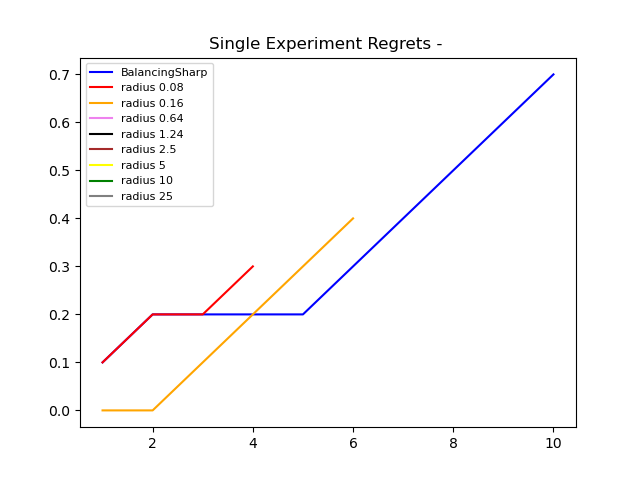 Single Experiment Regrets -
BalancingSharp
radius 0.08
radius 0.16
radius 0.64
radius 1.24
radius 2.5
radius 5
radius 10
radius 25
0.7
0.6
0.5
0.4
0.3
0.2
0.1
0.0
2 4 6 8 10